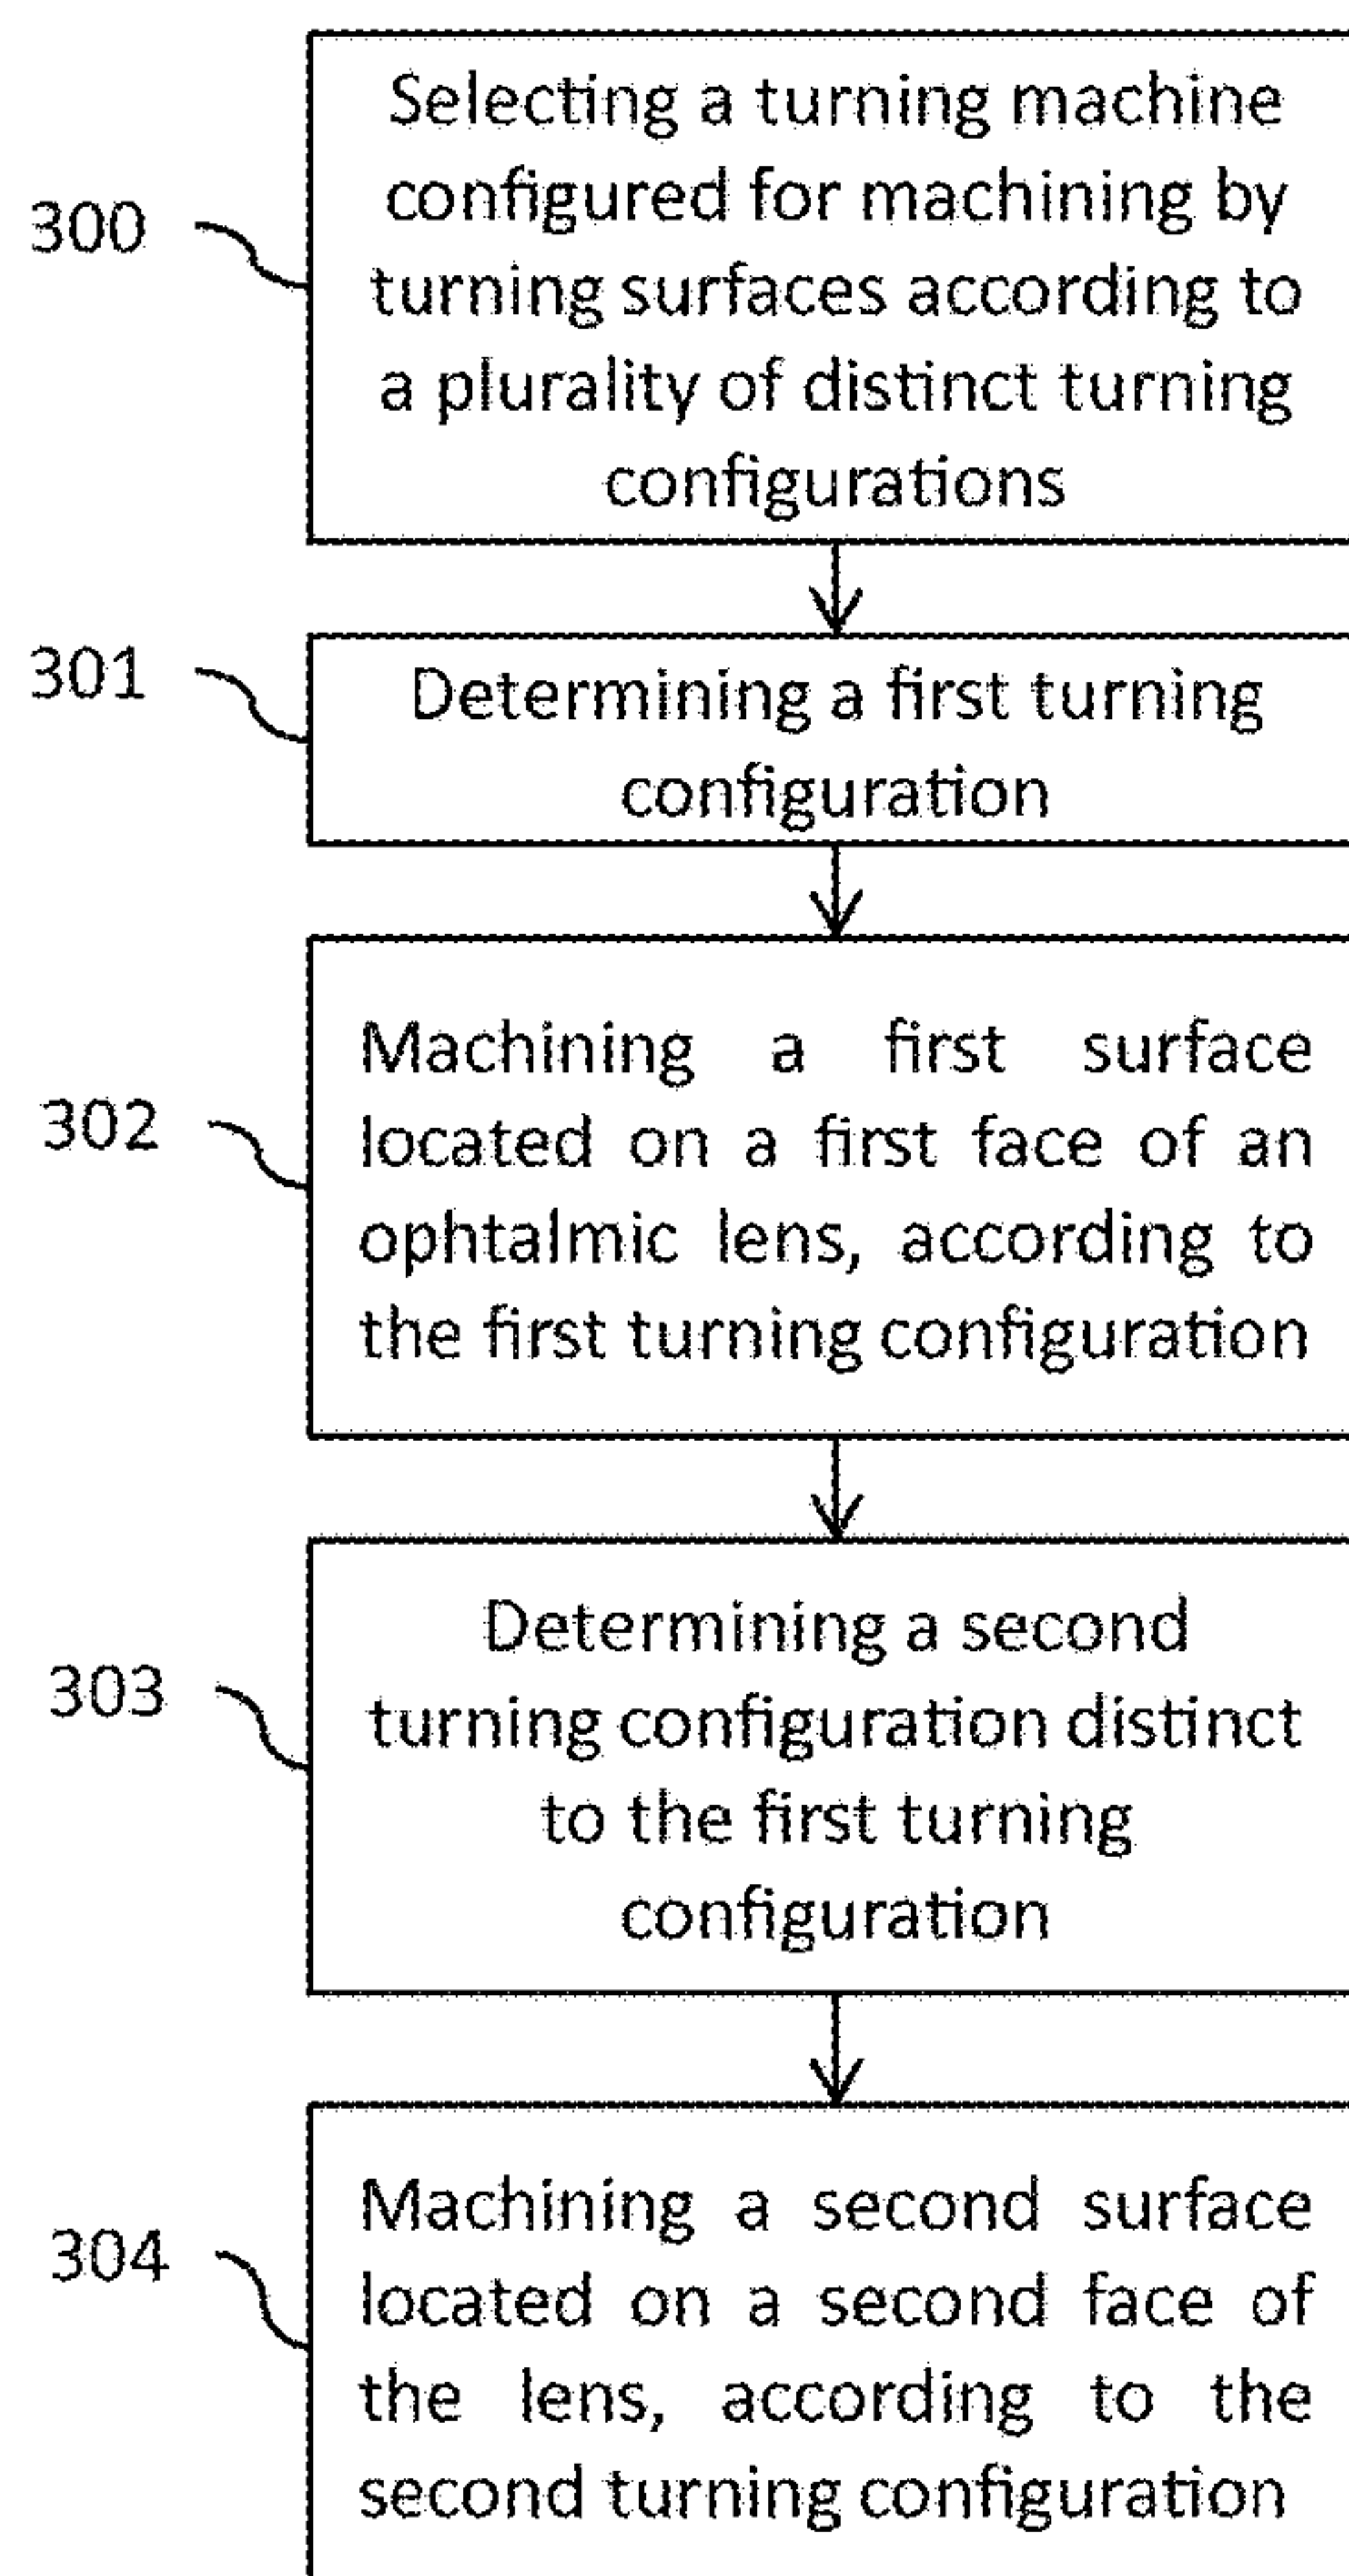 Selecting a turning machine
configured for machining by
300
turning surfaces according to
a plurality of distinct turning
configurations
301
Determining a first turning
configuration
Machining a first surface
302
located on a first face of an
ophtalmic lens, according to
the first turning configuration
Determining a second
303
turning configuration distinct
to the first turning
configuration
Machining a second surface
304
located on a second face of
the lens, according to the
second turning configuration